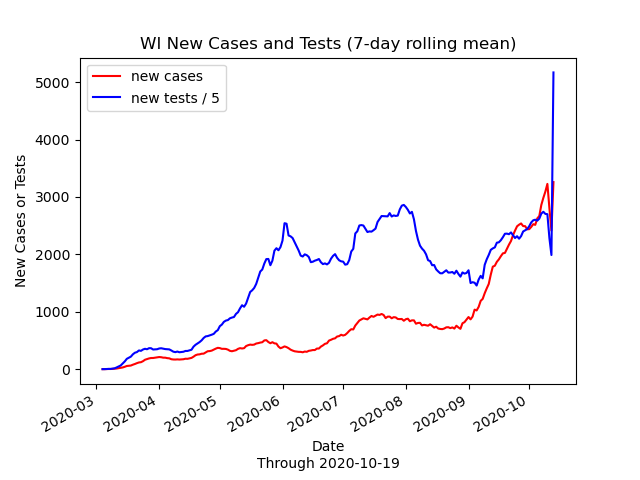 WI New Cases and Tests (7-day rolling mean)
new cases
new tests / 5
New Cases or Tests
5000
4000
3000
2000
1000
0
2020-03
2020-04
2020-05
2020-06
2020-07
2020-08
2020-09
2020-10
Date
Through 2020-10-19